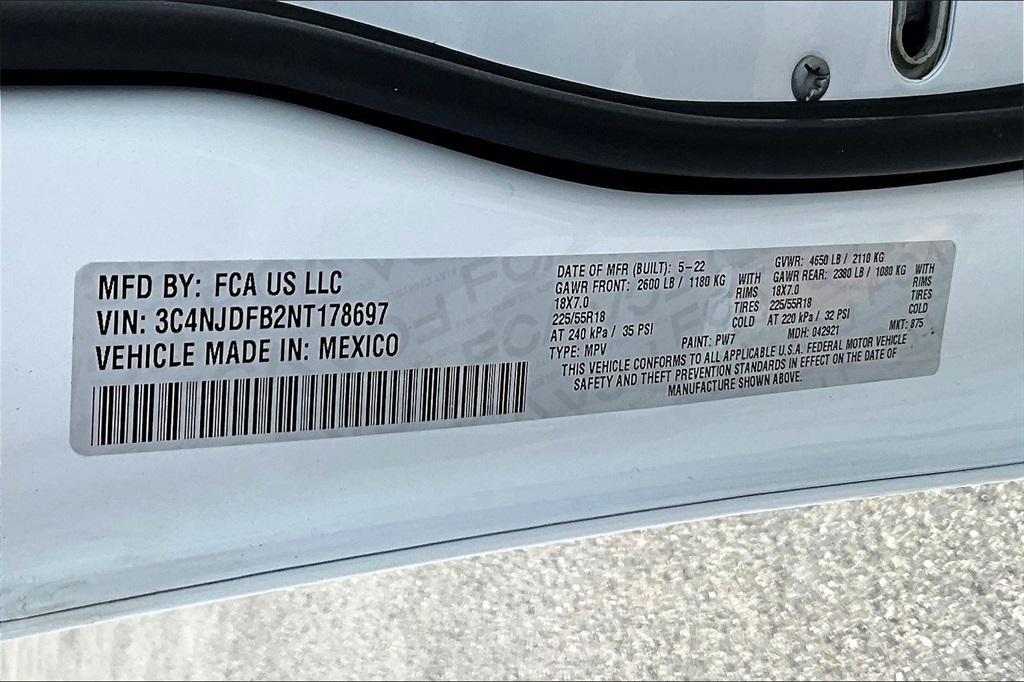 MFD BY: FCA US LLC
VIN: 3C4NJDFB2NT178697
VEHICLE MADE IN: MEXICO
DATE OF MFR (BUILT): 5-22 GVWR: 4650 LB / 2110 KG
GAWR FRONT: 2600 LB / 1180 KG WITH GAWR REAR: 2380 LB / 1080 KG WITH
18X7.0 RIMS 18X7.0 RIMS
225/55R18 TIRES 225/55R18 TIRES
AT 240 kPa / 35 PSI COLD AT 220 kPa / 32 PSI COLD
TYPE: MPV PAINT: PW7 MDH: 042921 MKT: 875
THIS VEHICLE CONFORMS TO ALL APPLICABLE U.S.A. FEDERAL MOTOR VEHICLE
SAFETY AND THEFT PREVENTION STANDARDS IN EFFECT ON THE DATE OF
MANUFACTURE SHOWN ABOVE.